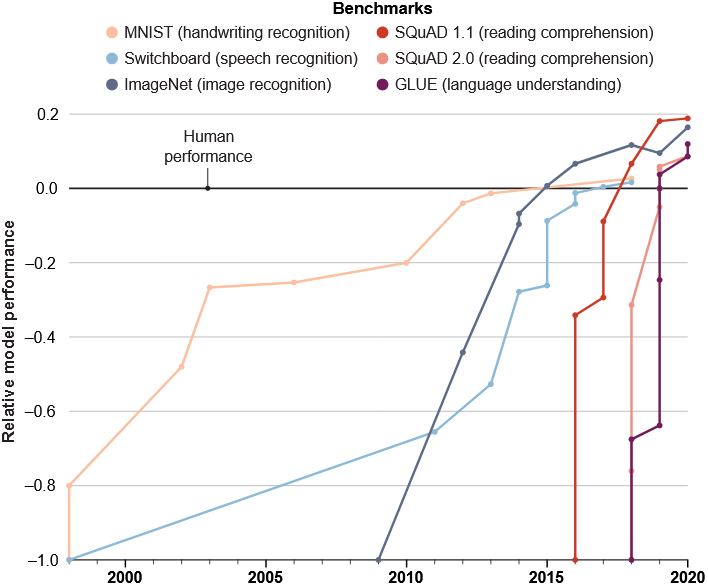 Benchmarks
MNIST (handwriting recognition)
SQuAD 1.1 (reading comprehension)
Switboard (speech recognition)
SQuAD 2.0 (reading comprehension)
ImageNet (image recognition)
GLUE (language understanding)
0.2
Human
performance
0.0
–0.2
–0.4
–0.6
–0.8
–1.0
Relative model performance
2000
2005
2010
2015
2020